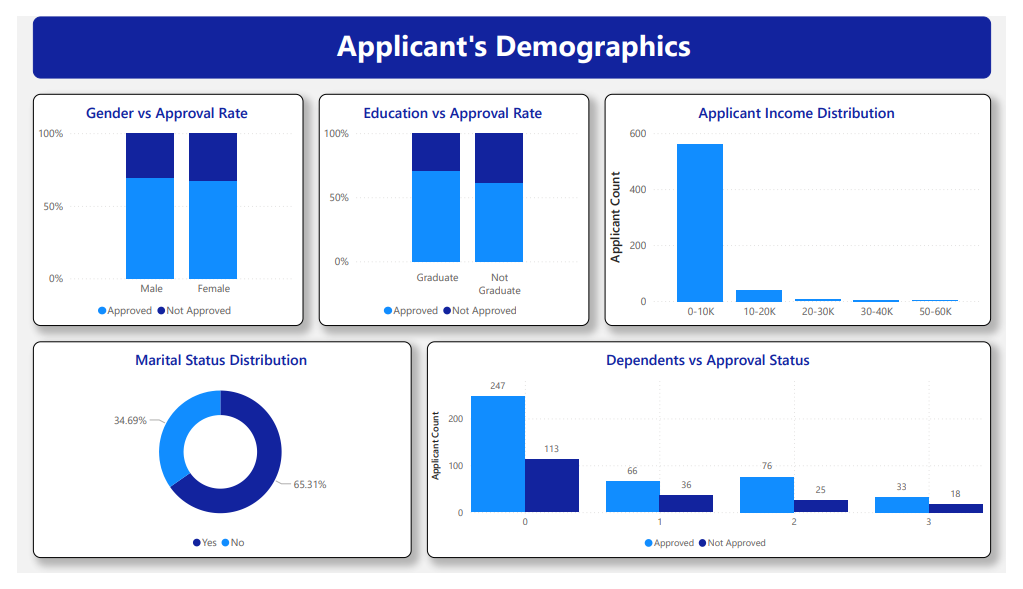 Applicant's Demographics
Gender vs Approval Rate
100%
50%
0%
Male
Female
Approved
Not Approved
Education vs Approval Rate
100%
50%
0%
Graduate
Not
Graduate
Approved
Not Approved
Applicant Income Distribution
Applicant Count
600
400
200
0
0-10K
10-20K
20-30K
30-40K
50-60K
Marital Status Distribution
34.69%
65.31%
Yes
No
Dependents vs Approval Status
Applicant Count
200
100
0
247
113
66
36
76
25
33
18
0
1
2
3
Approved
Not Approved